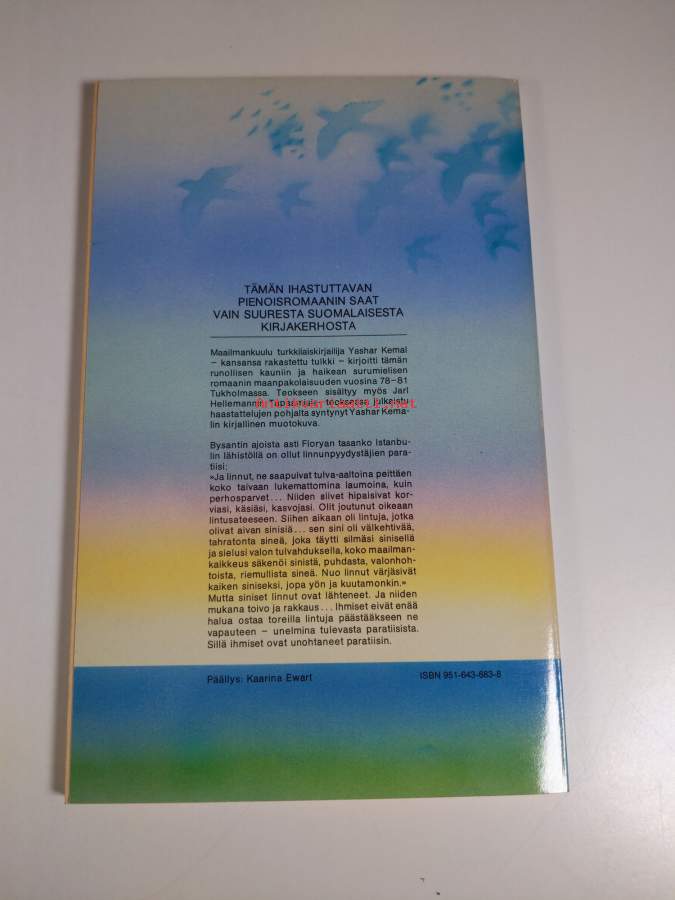 TÄMÄN IHASTUTTAVAN
PIENOISROMAANIN SAAT
VAIN SUURESTA SUOMALAISESTA
KIRJAKERHOSTA
Maailmankuulu turkkilaiskirjailija Yashar Kemal
– kansansa rakastettu tulkki – kirjoitti tämän
runollisen kauniin ja haikean surumielisen
romaanin maanpakolaisuuden vuosina 78–81
Tukholmassa. Teokseen sisältyy myös Jarl
Hellemannin tapaamisia teoksessa julkaistu
haastattelujen pohjalta syntynyt Yashar Kema-
lin kirjallinen muotokuva.
Bysantin ajoista asti Floryan tasanko Istanbu-
lin lähistöllä on ollut linnunpyydystäjien para-
tiisi:
»Ja linnut, ne saapuivat tulva-aaltoina peittäen
koko taivaan lukemattomina laumoina, kuin
perhosparvet... Niiden siivet hipaisivat kor-
viasi, käsiäsi, kasvojasi. Olit joutunut oikeaan
lintusateeseen. Siihen aikaan oli lintuja, jotka
olivat aivan sinisiä... sen sini oli välkehtivää,
tahratonta sineä, joka täytti silmäsi sinisellä
ja sielusi valon tulvahduksella, koko maailman-
kaikkeus säkenöi sinistä, puhdasta, valonhoh-
toista, riemullista sineä. Nuo linnut värjäsivät
kaiken siniseksi, jopa yön ja kuutamonkin.»
Mutta siniset linnut ovat lähteneet. Ja niiden
mukana toivo ja rakkaus... Ihmiset eivät enää
halua ostaa toreilla lintuja päästääkseen ne
vapauteen – unelmina tulevasta paratiisista.
Sillä ihmiset ovat unohtaneet paratiisin.
Päällys: Kaarina Ewart
ISBN 951-643-683-8